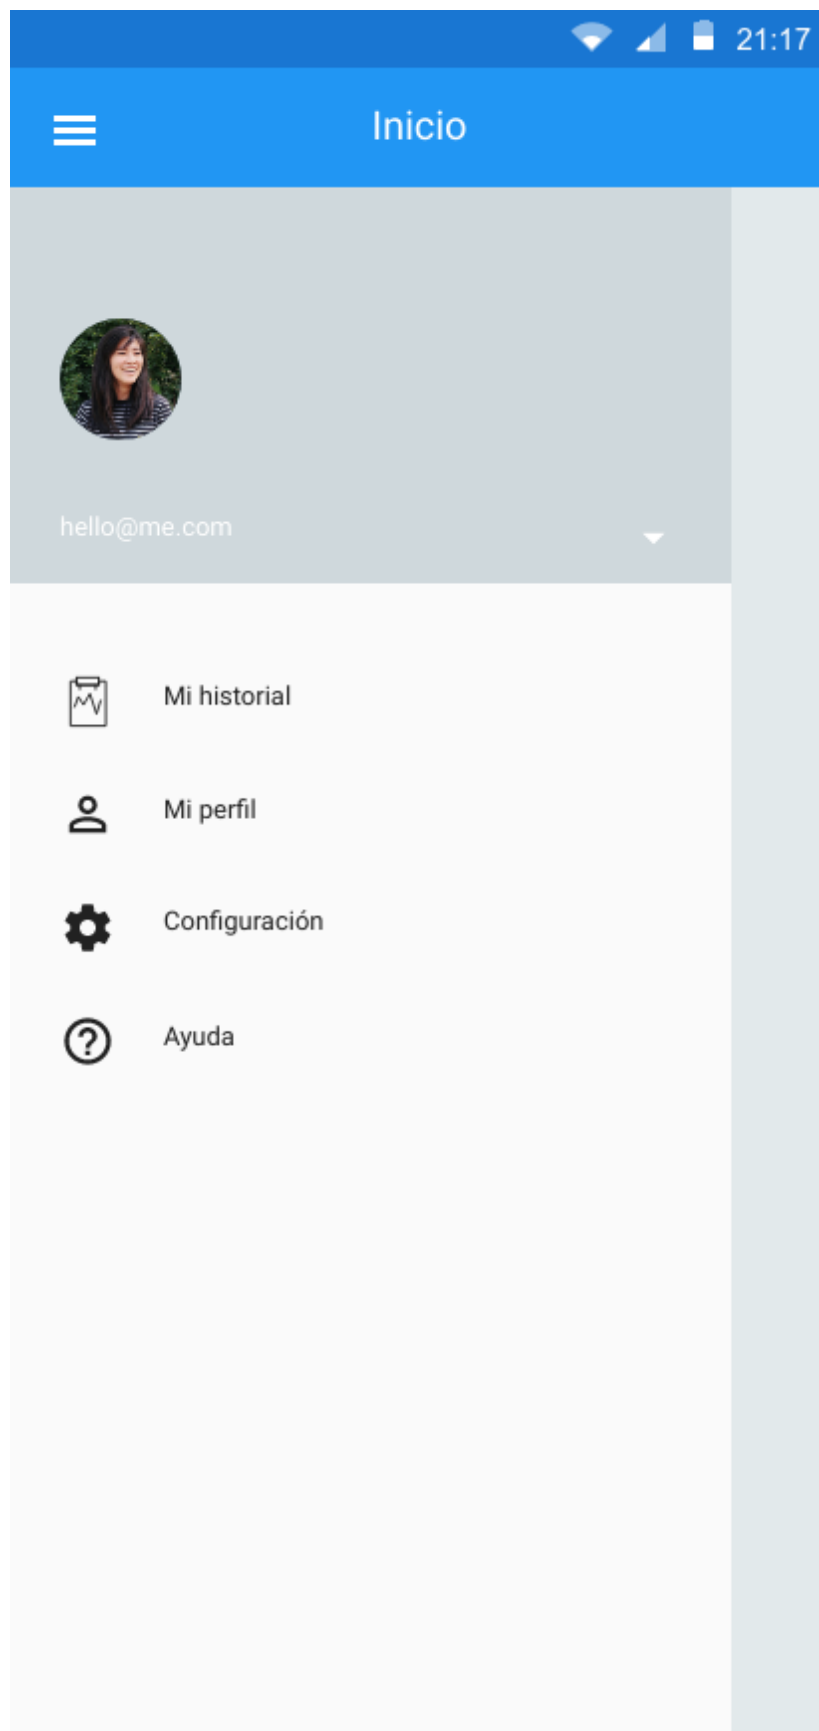 21:17
Inicio
hello@me.com
Mi historial
Mi perfil
Configuración
Ayuda